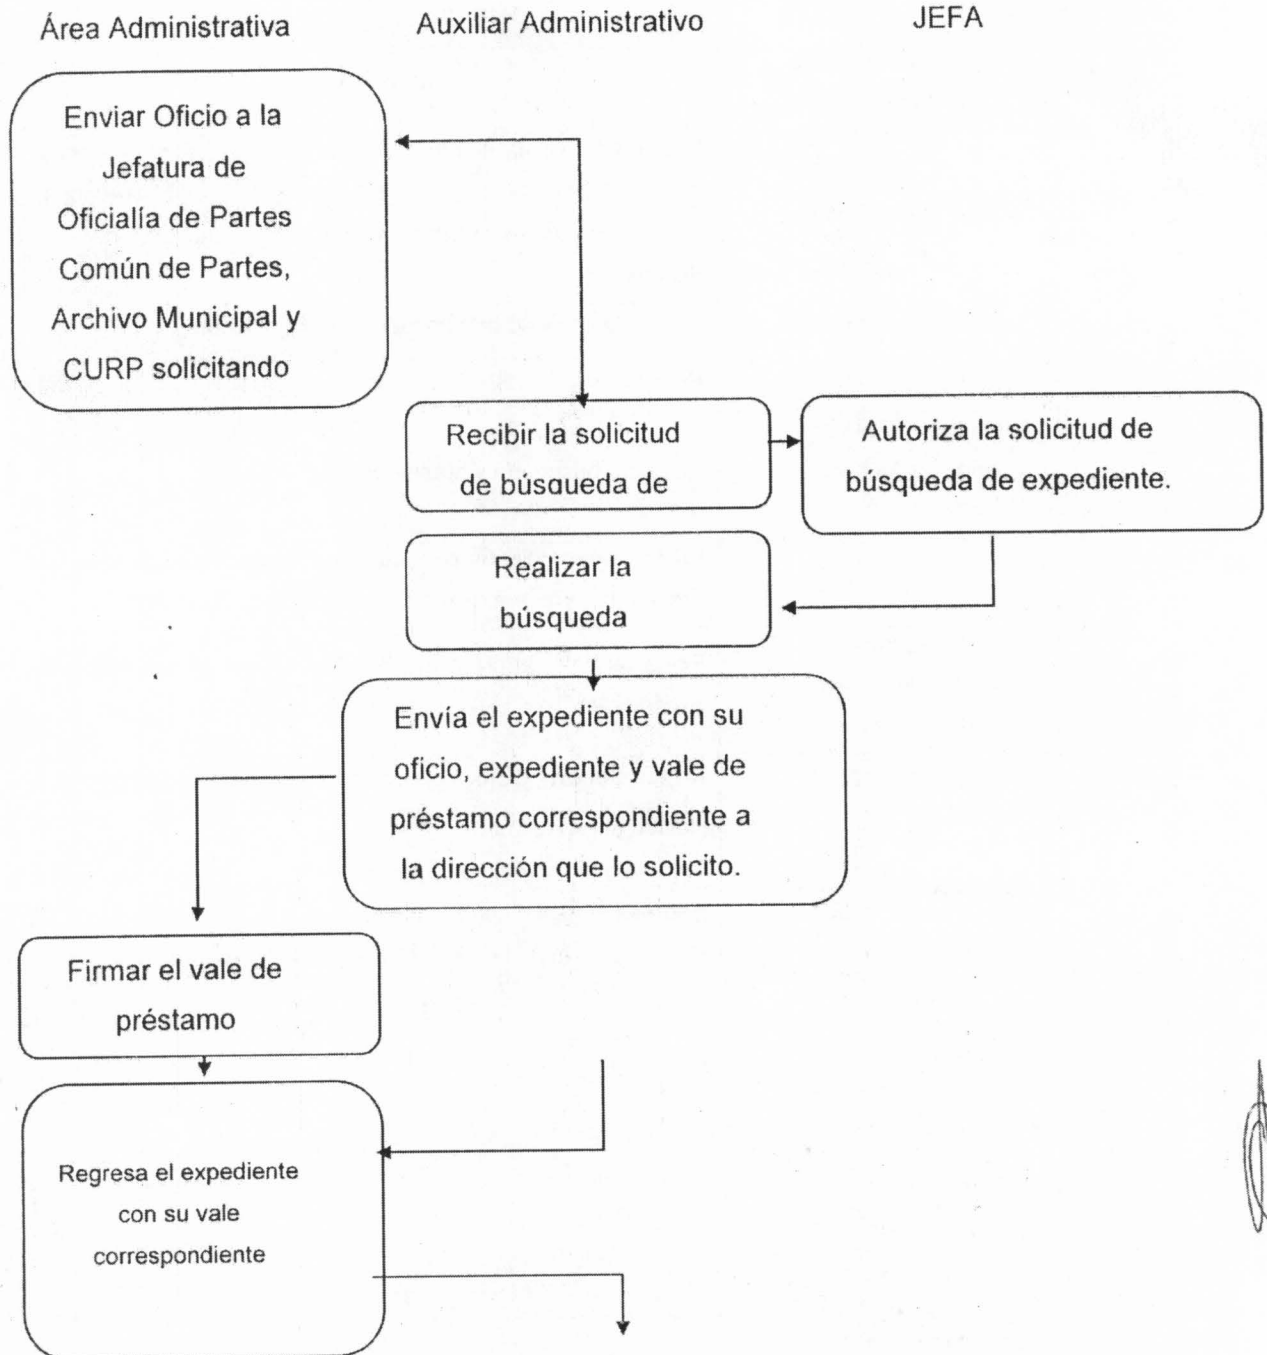 Área Administrativa
Auxiliar Administrativo
JEFA
Enviar Oficio a la
Jefatura de
Oficialía de Partes
Común de Partes,
Archivo Municipal y
CURP solicitando
Recibir la solicitud
de búsqueda de
Autoriza la solicitud de
búsqueda de expediente.
Realizar la
búsqueda
Envía el expediente con su
oficio, expediente y vale de
préstamo correspondiente a
la dirección que lo solicito.
Firmar el vale de
préstamo
Regresa el expediente
con su vale
correspondiente